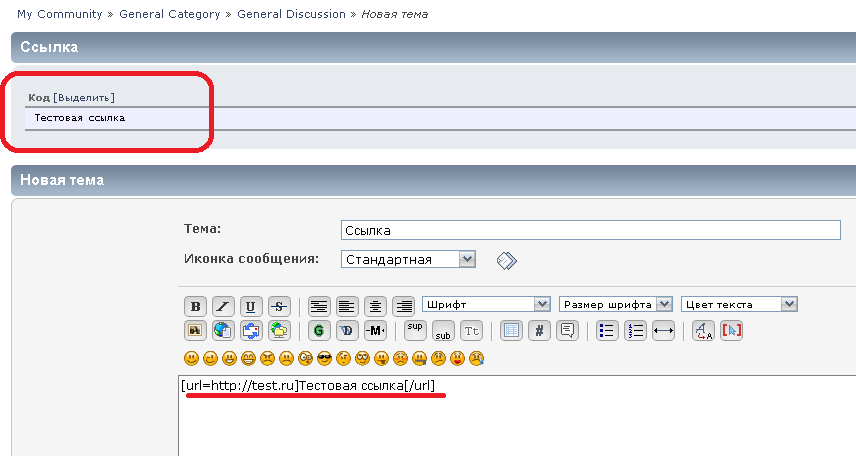 My Community » General Category » General Discussion » Новая тема
Ссылка
Код [Выделить]
Тестовая ссылка
Новая тема
Тема: Ссылка
Иконка сообщения: Стандартная
B I U S Шрифт Размер шрифта Цвет текста
G D M sup sub Tt # A A
[url=http://test.ru]Тестовая ссылка[/url]